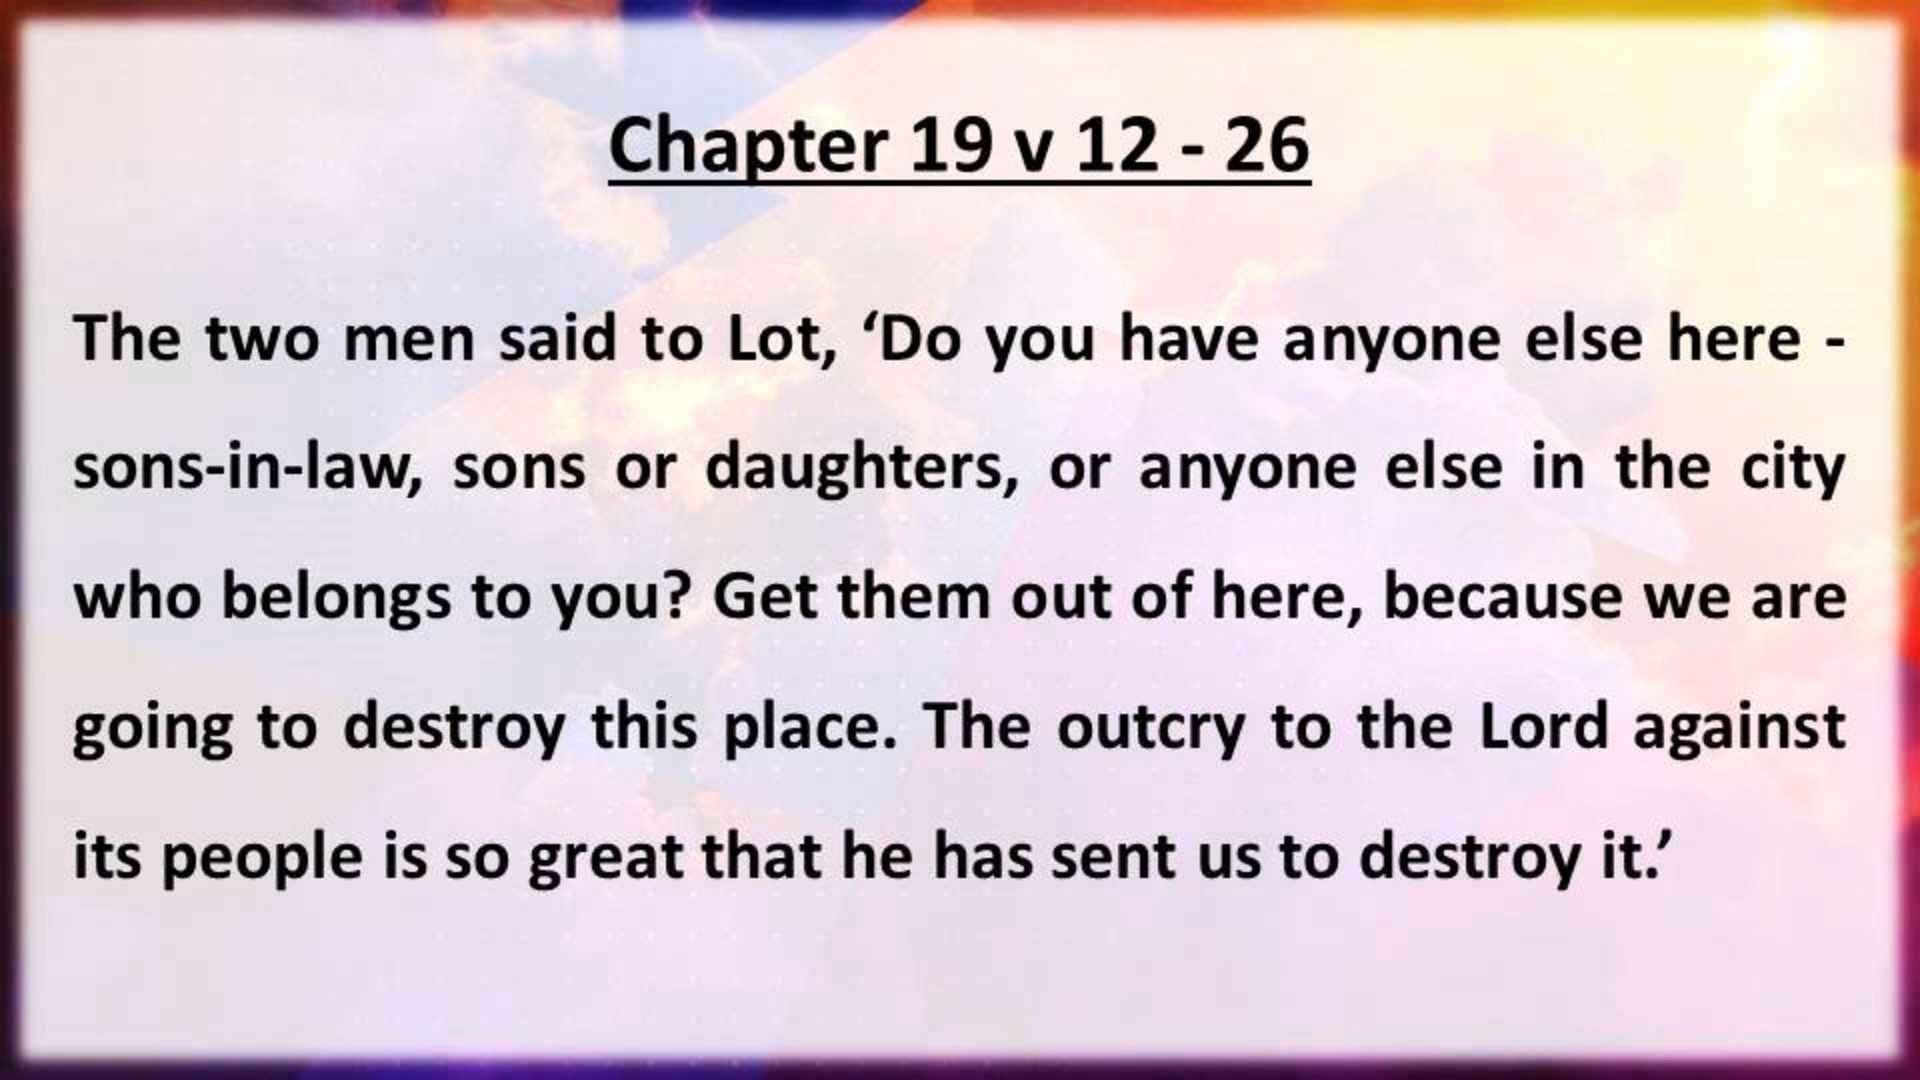 Chapter 19 v 12 - 26
The two men said to Lot, ‘Do you have anyone else here -
sons-in-law, sons or daughters, or anyone else in the city
who belongs to you? Get them out of here, because we are
going to destroy this place. The outcry to the Lord against
its people is so great that he has sent us to destroy it.’